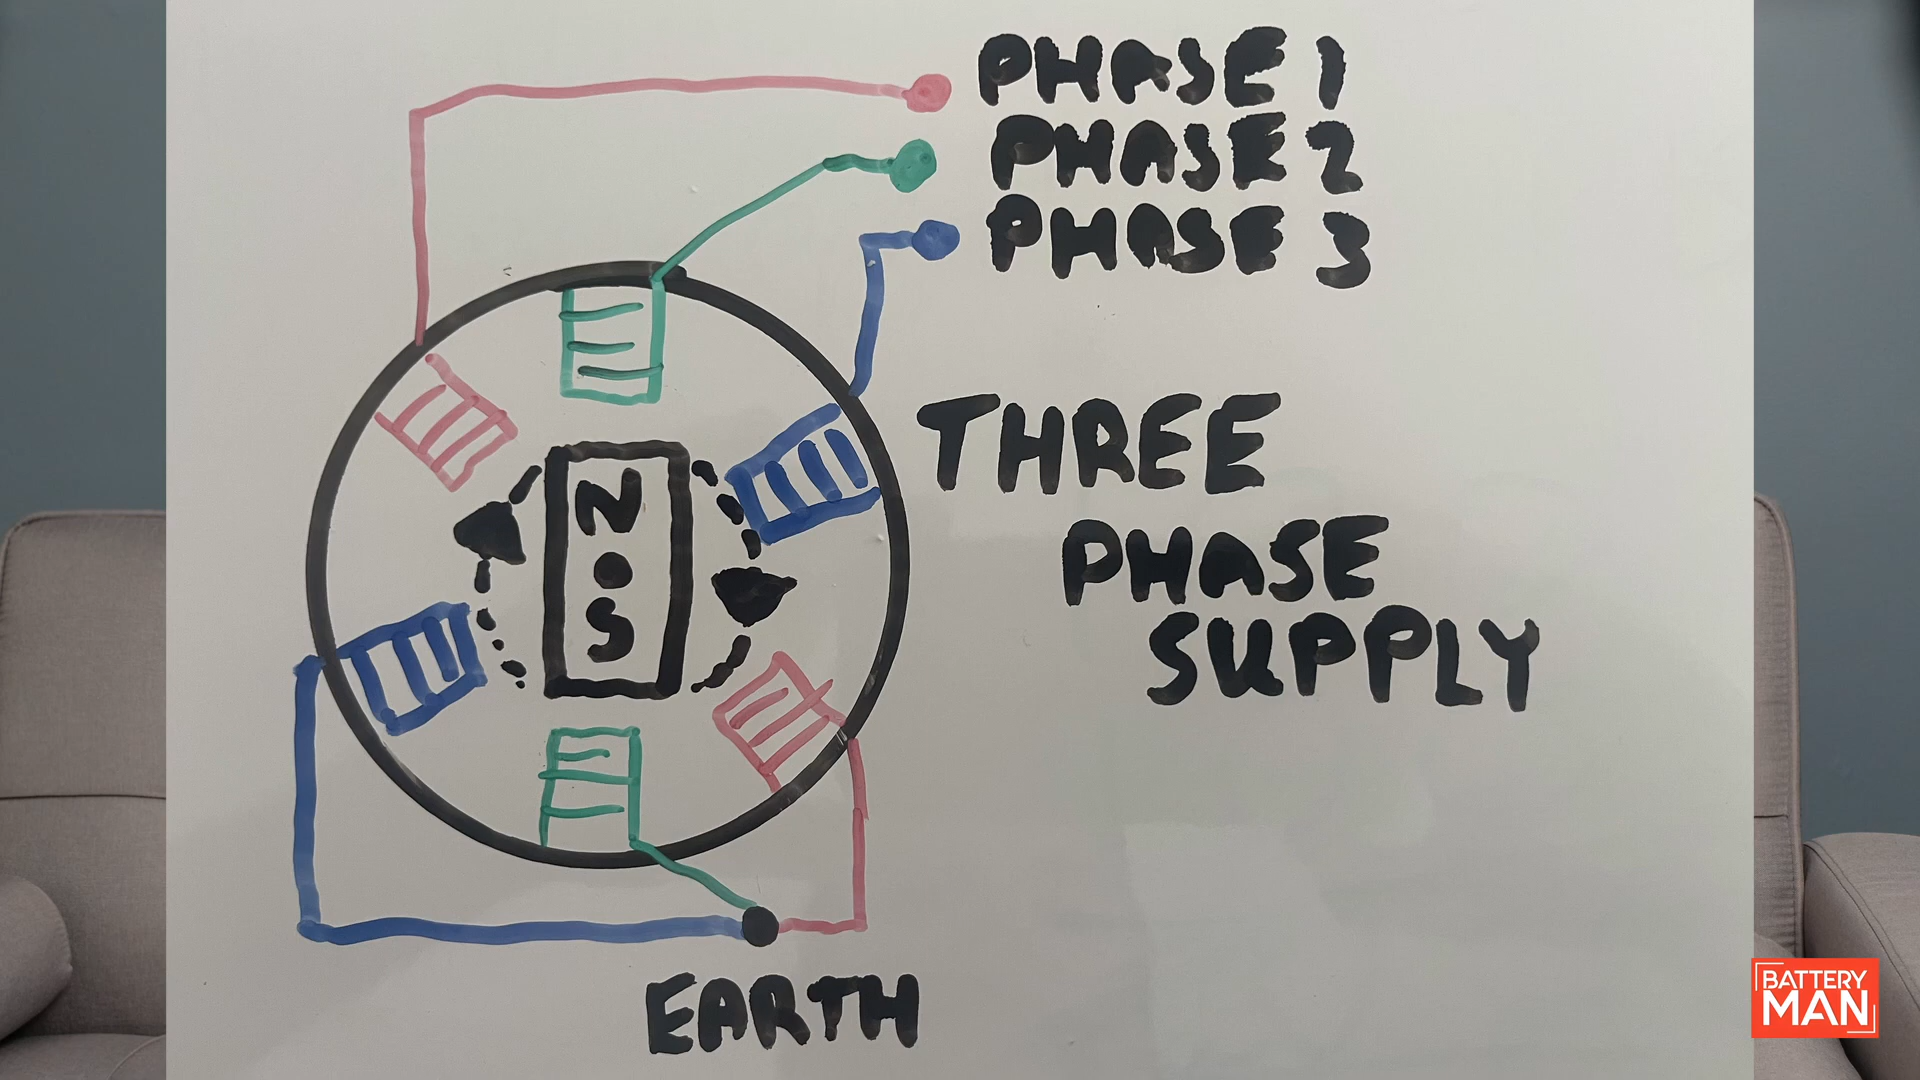 PHASE 1
PHASE 2
PHASE 3
N
S
THREE
PHASE
SUPPLY
EARTH
BATTERY
MAN